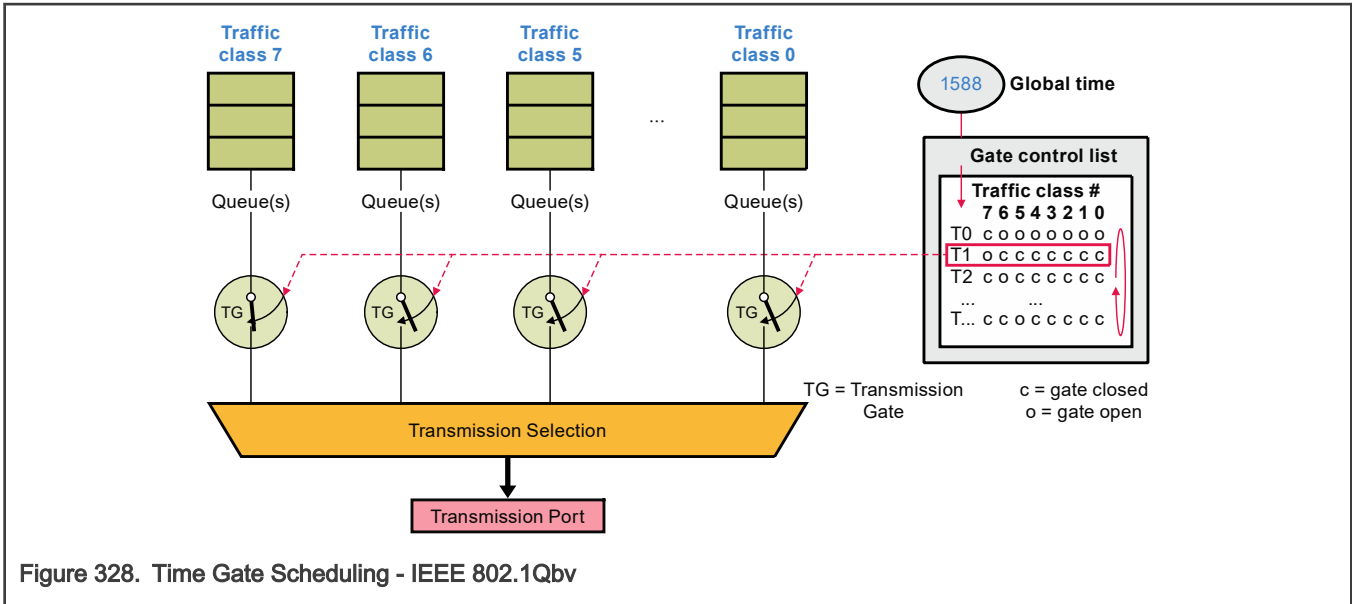 Traffic
class 7
Traffic
class 6
Traffic
class 5
Traffic
class 0
...
1588
Global time
Queue(s)
Queue(s)
Queue(s)
Queue(s)
Gate control list
Traffic class #
7 6 5 4 3 2 1 0
T0 c o o o o o o o
T1 o c c c c c c c
T2 c o c c c c c c
... ...
T... c c o c c c c c
TG
TG
TG
TG
TG = Transmission
Gate
c = gate closed
o = gate open
Transmission Selection
Transmission Port
Figure 328. Time Gate Scheduling - IEEE 802.1Qbv